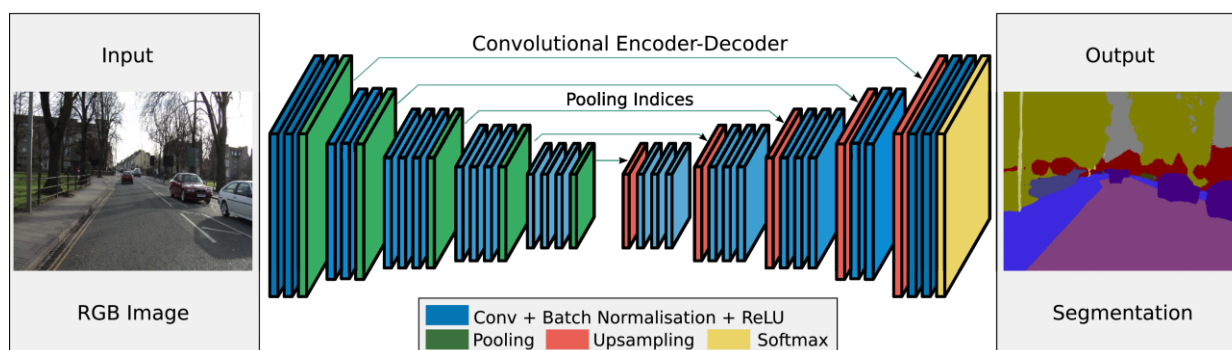 Input
Convolutional Encoder-Decoder
Output
Pooling Indices
RGB Image
Segmentation
Conv + Batch Normalisation + ReLU
Pooling
Upsampling
Softmax